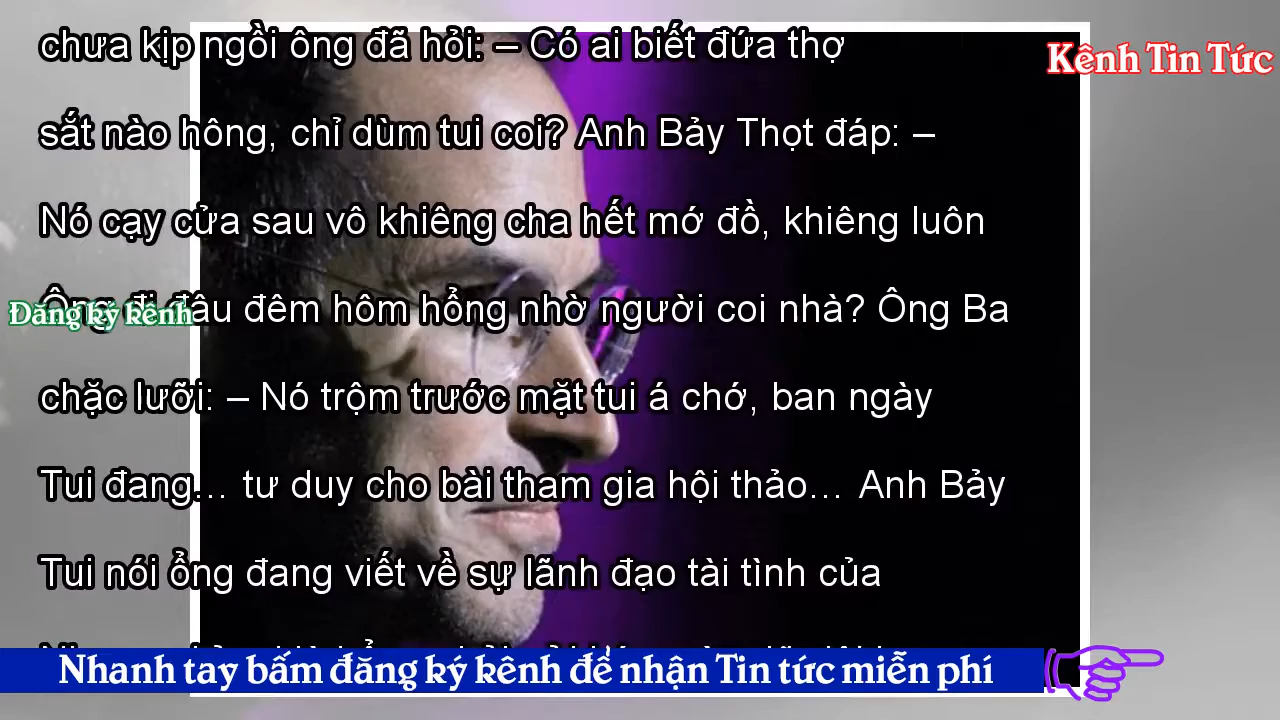 chưa kịp ngồi ông đã hỏi: – Có ai biết đứa thợ
Kênh Tin Tức
sắt nào hông, chỉ dùm tui coi? Anh Bảy Thọt đáp: –
Nó cạy cửa sau vô khiêng cha hết mớ đồ, khiêng luôn
Ông đi đâu đêm hôm hổng nhờ người coi nhà? Ông Ba
Đăng ký kênh
chặc lưỡi: – Nó trộm trước mặt tui á chớ, ban ngày
Tui đang... tư duy cho bài tham gia hội thảo... Anh Bảy
Tui nói ổng đang viết về sự lãnh đạo tài tình của
Nhanh tay bấm đăng ký kênh để nhận Tin tức miễn phí